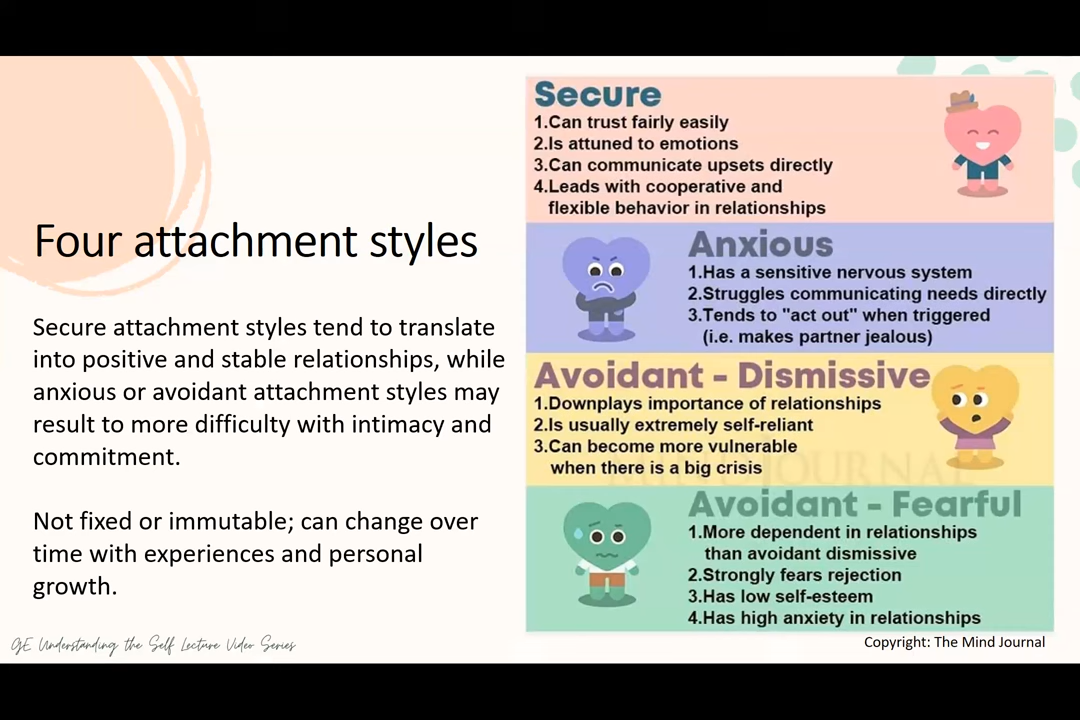 Four attachment styles
Secure attachment styles tend to translate
into positive and stable relationships, while
anxious or avoidant attachment styles may
result to more difficulty with intimacy and
commitment.
Not fixed or immutable; can change over
time with experiences and personal
growth.
GE Understanding the Self Lecture Video Series
Secure
1.Can trust fairly easily
2.Is attuned to emotions
3.Can communicate upsets directly
4.Leads with cooperative and
flexible behavior in relationships
Anxious
1.Has a sensitive nervous system
2.Struggles communicating needs directly
3.Tends to "act out" when triggered
(i.e. makes partner jealous)
Avoidant - Dismissive
1.Downplays importance of relationships
2.Is usually extremely self-reliant
3.Can become more vulnerable
when there is a big crisis
MINDJOURNAL
Avoidant - Fearful
1.More dependent in relationships
than avoidant dismissive
2.Strongly fears rejection
3.Has low self-esteem
4.Has high anxiety in relationships
Copyright: The Mind Journal